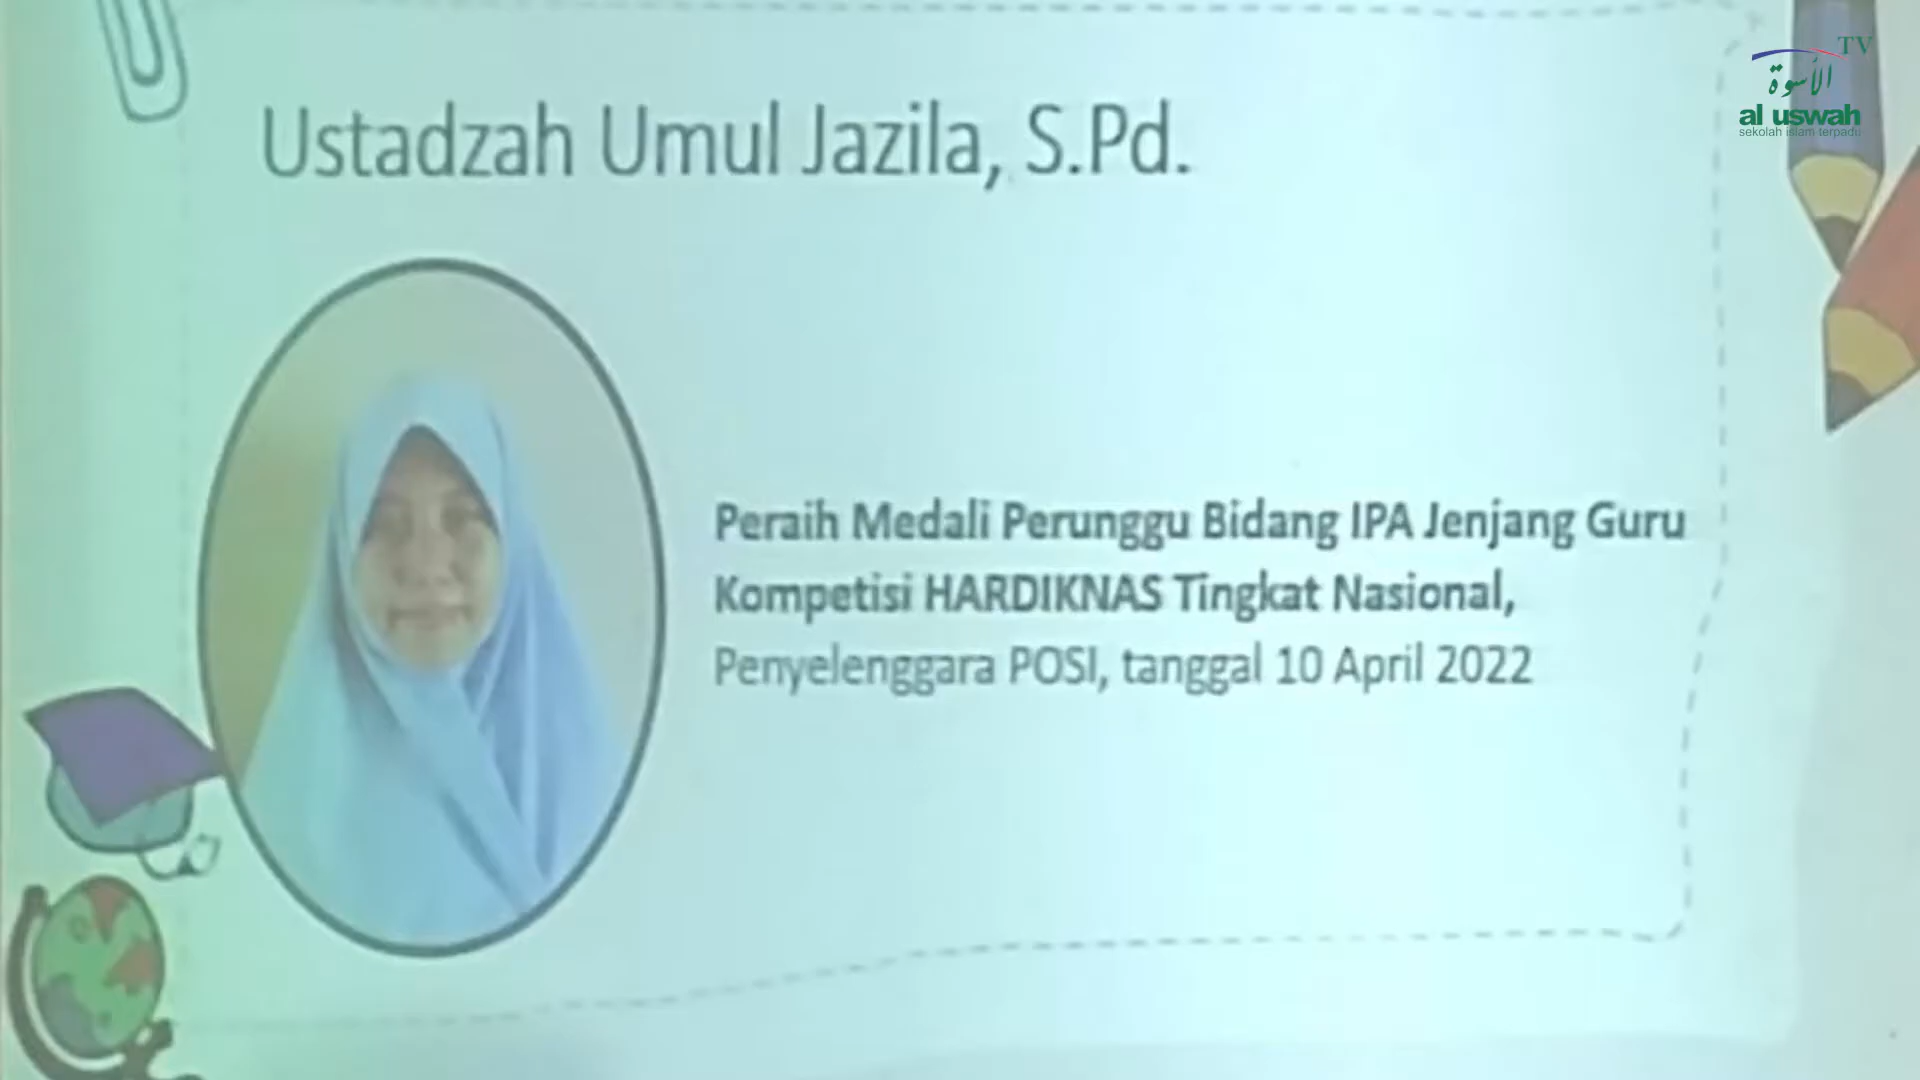 TV
الأسوة
al uswah
sekolah islam terpadu
Ustadzah Umul Jazila, S.Pd.
Peraih Medali Perunggu Bidang IPA Jenjang Guru
Kompetisi HARDIKNAS Tingkat Nasional,
Penyelenggara POSI, tanggal 10 April 2022